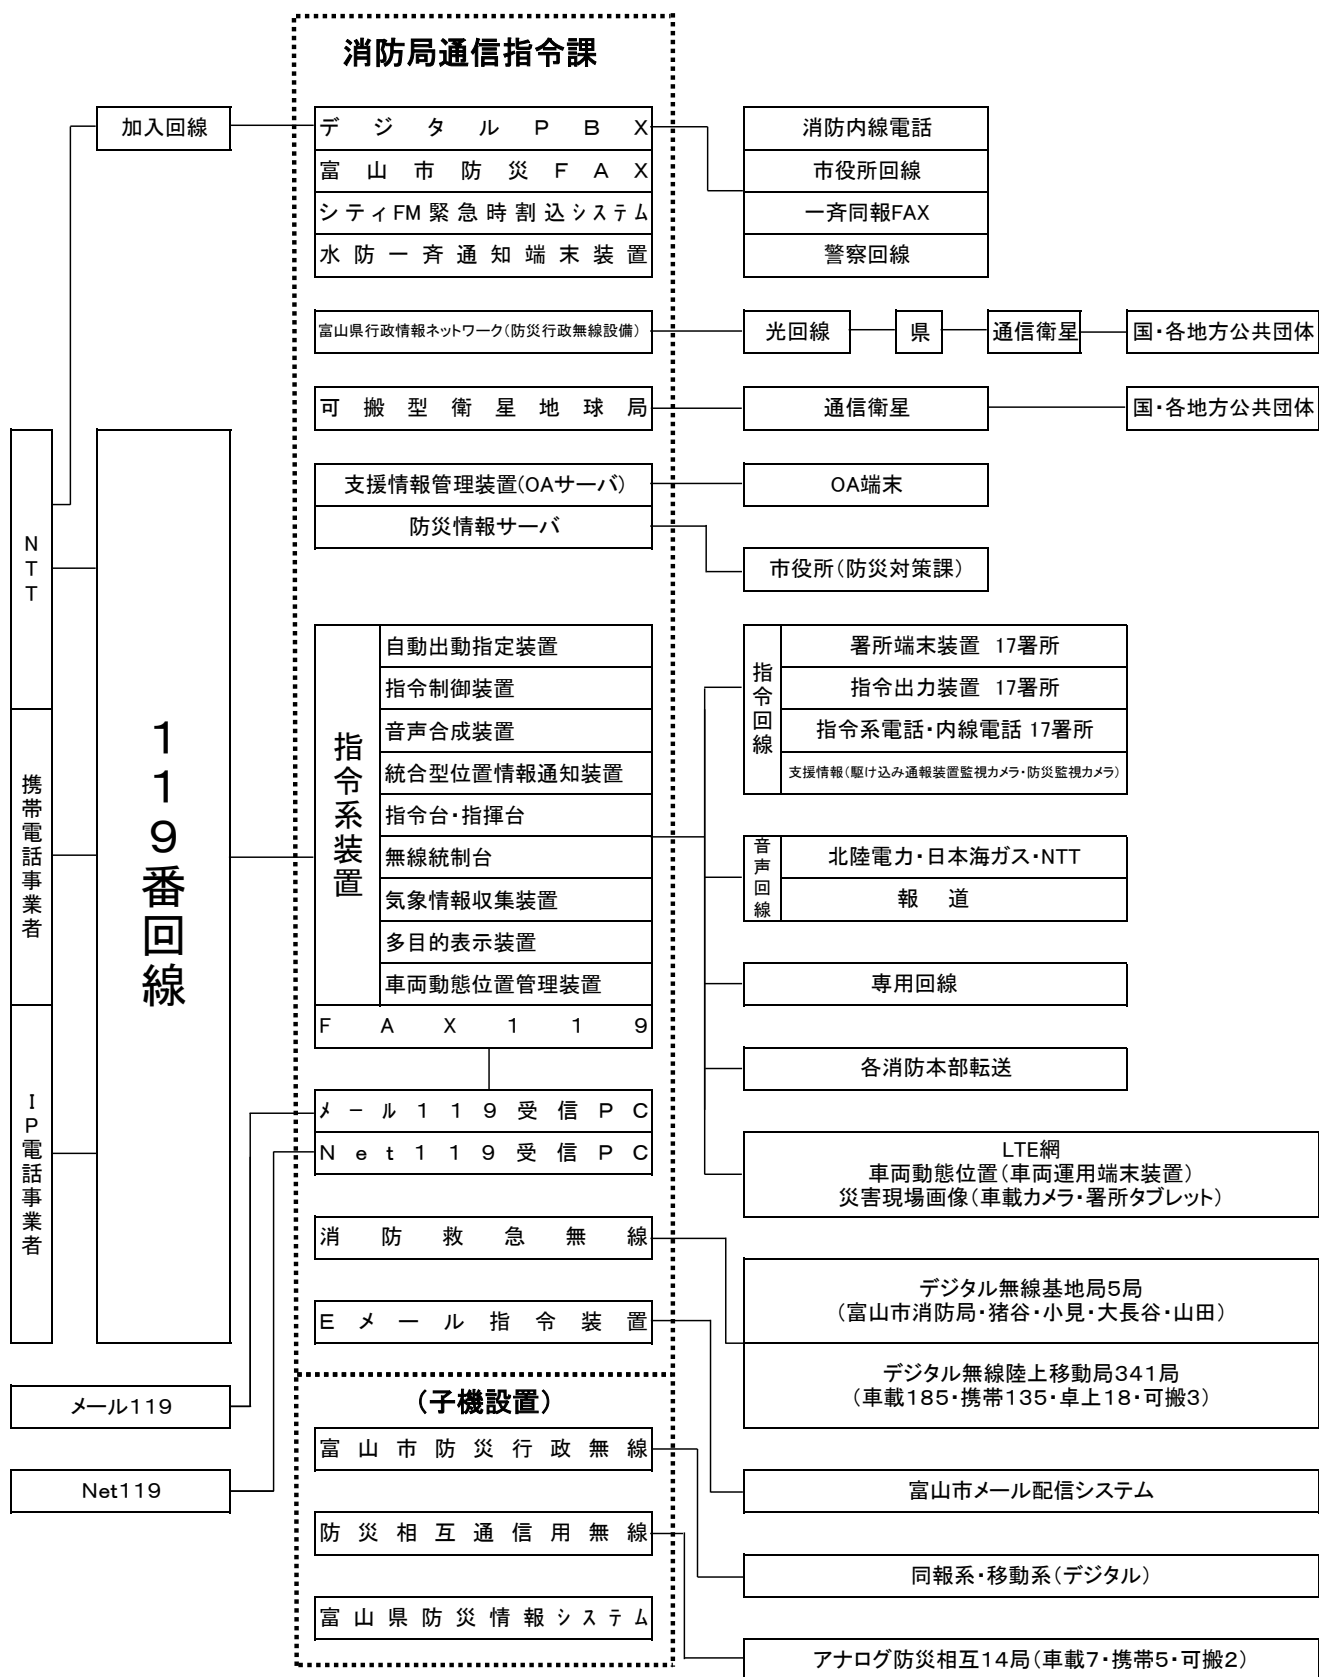 消防局通信指令課
加入回線
デジタルPBX
富山市防災FAX
シティFM緊急時割込システム
水防一斉通知端末装置
消防内線電話
市役所回線
一斉同報FAX
警察回線
富山県行政情報ネットワーク(防災行政無線設備)
光回線
県
通信衛星
国・各地方公共団体
可搬型衛星地球局
通信衛星
国・各地方公共団体
支援情報管理装置(OAサーバ)
防災情報サーバ
OA端末
市役所(防災対策課)
NTT
携帯電話事業者
IP電話事業者
119番回線
指令系装置
自動出動指定装置
指令制御装置
音声合成装置
統合型位置情報通知装置
指令台・指揮台
無線統制台
気象情報収集装置
多目的表示装置
車両動態位置管理装置
FAX119
指令回線
署所端末装置 17署所
指令出力装置 17署所
指令系電話・内線電話 17署所
支援情報(駆け込み通報装置監視カメラ・防災監視カメラ)
音声回線
北陸電力・日本海ガス・NTT
報 道
専用回線
各消防本部転送
メール119受信PC
Net119受信PC
LTE網
車両動態位置(車両運用端末装置)
災害現場画像(車載カメラ・署所タブレット)
消防救急無線
デジタル無線基地局5局
(富山市消防局・猪谷・小見・大長谷・山田)
Eメール指令装置
デジタル無線陸上移動局341局
(車載185・携帯135・卓上18・可搬3)
メール119
(子機設置)
富山市防災行政無線
Net119
富山市メール配信システム
防災相互通信用無線
同報系・移動系(デジタル)
富山県防災情報システム
アナログ防災相互14局(車載7・携帯5・可搬2)